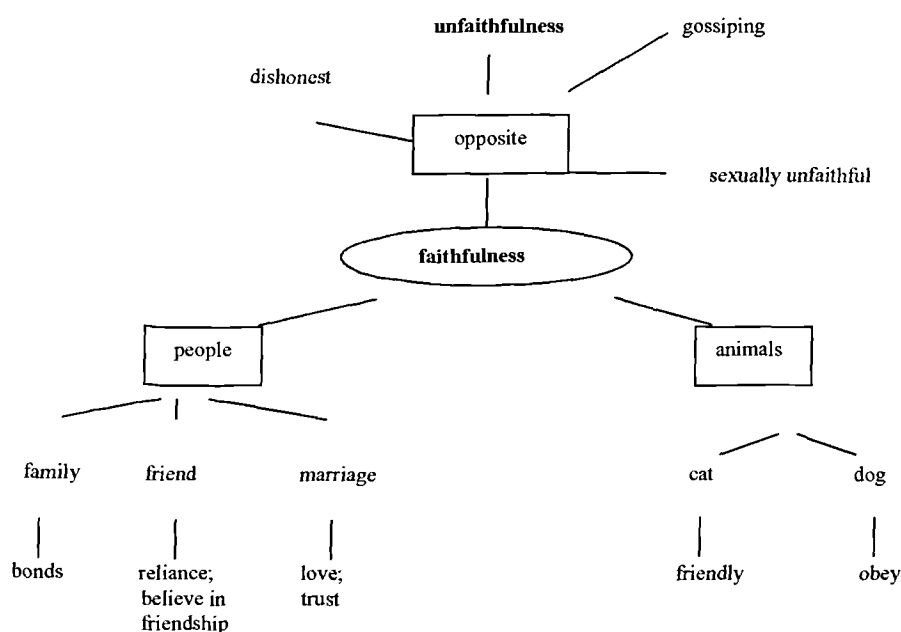 unfaithfulness
gossiping
dishonest
opposite
sexually unfaithful
faithfulness
people
animals
family
friend
marriage
cat
dog
bonds
reliance;
believe in
friendship
love;
trust
friendly
obey